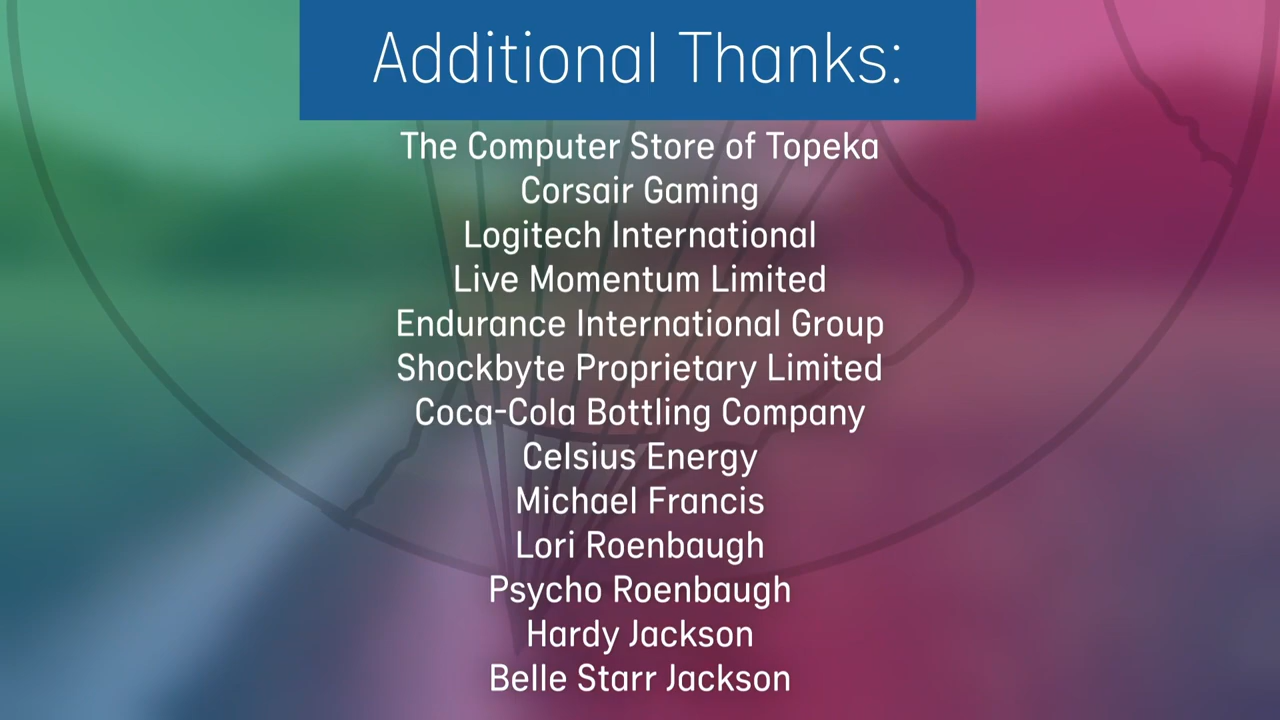 Additional Thanks:
The Computer Store of Topeka
Corsair Gaming
Logitech International
Live Momentum Limited
Endurance International Group
Shockbyte Proprietary Limited
Coca-Cola Bottling Company
Celsius Energy
Michael Francis
Lori Roenbaugh
Psycho Roenbaugh
Hardy Jackson
Belle Starr Jackson